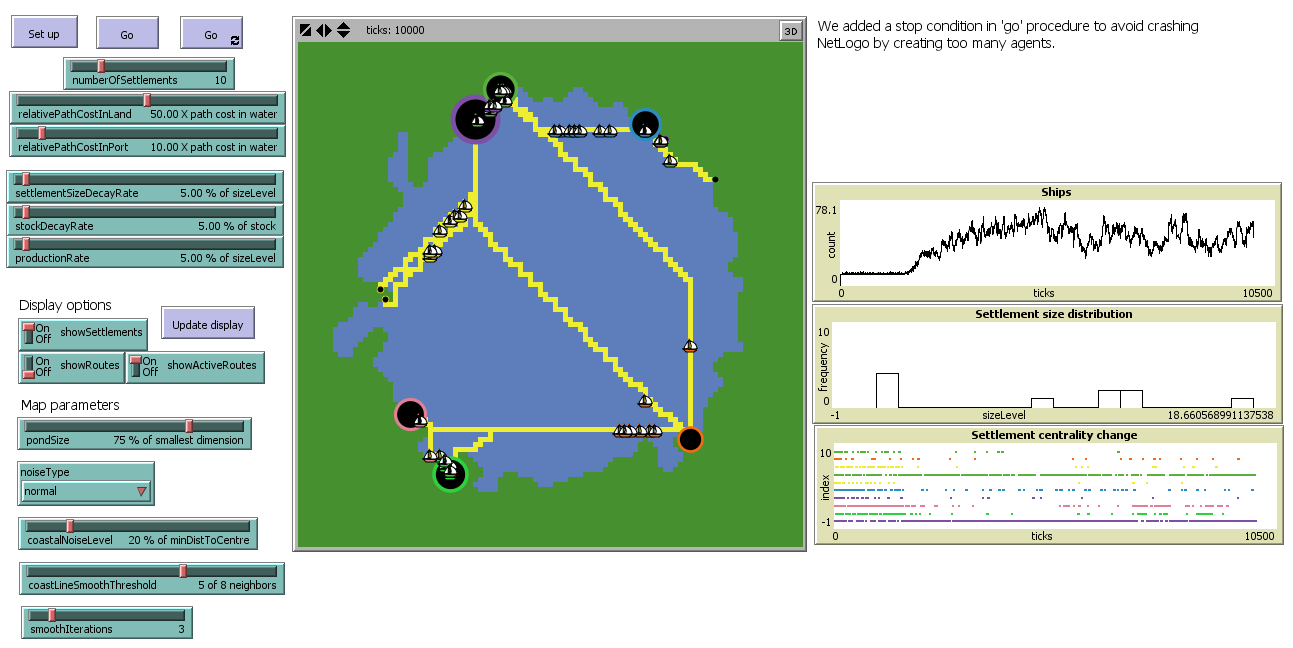 Set up
Go
Go
numberOfSettlements 10
relativePathCostInLand 50.00 X path cost in water
relativePathCostInPort 10.00 X path cost in water
settlementSizeDecayRate 5.00 % of sizeLevel
stockDecayRate 5.00 % of stock
productionRate 5.00 % of sizeLevel
Display options
On
Off
showSettlements
Update display
On
Off
showRoutes
On
Off
showActiveRoutes
Map parameters
pondSize 75 % of smallest dimension
noiseType
normal
coastalNoiseLevel 20 % of minDistToCentre
coastLineSmoothThreshold 5 of 8 neighbors
smoothIterations 3
ticks: 10000
3D
We added a stop condition in 'go' procedure to avoid crashing
NetLogo by creating too many agents.
Ships
78.1
count
0
0 ticks 10500
Settlement size distribution
10
frequency
0
-1 sizeLevel 18.660568991137538
Settlement centrality change
10
index
-1
0 ticks 10500